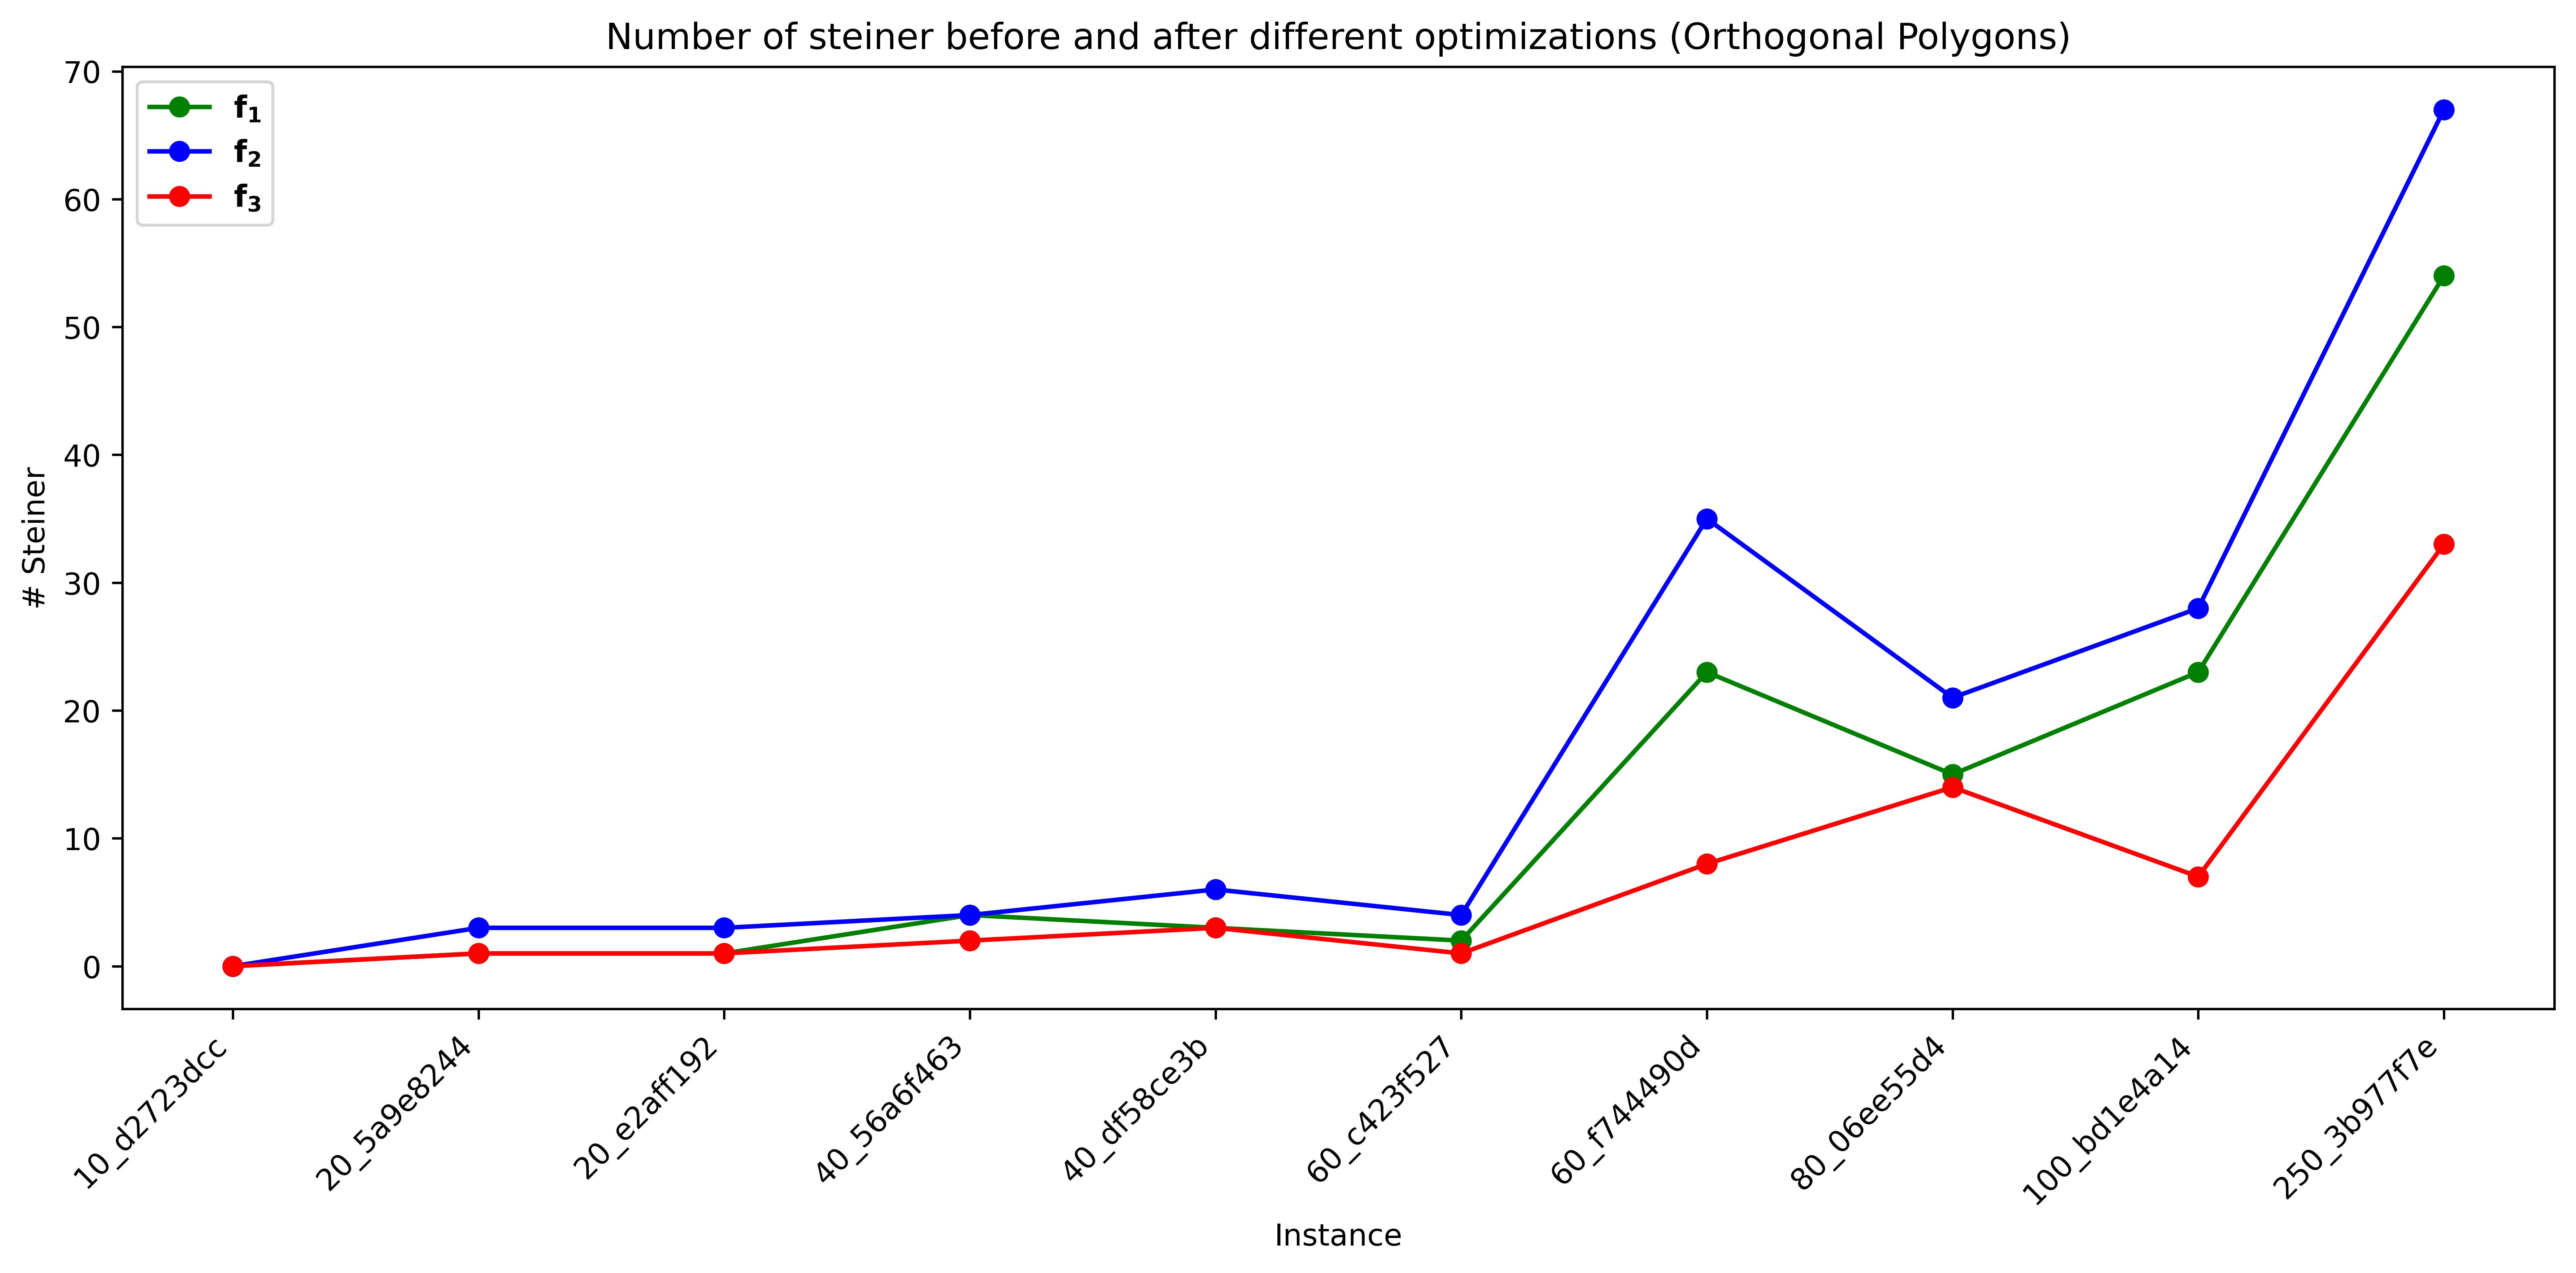 Number of steiner before and after different optimizations (Orthogonal Polygons)
70
60
50
40
30
20
10
0
# Steiner
f1
f2
f3
10_d2723dcc
20_5a9e8244
20_e2aff192
40_56a6f463
40_df58ce3b
60_c423f527
60_f744490d
80_06ee55d4
100_bd1e4a14
250_3b977f7e
Instance